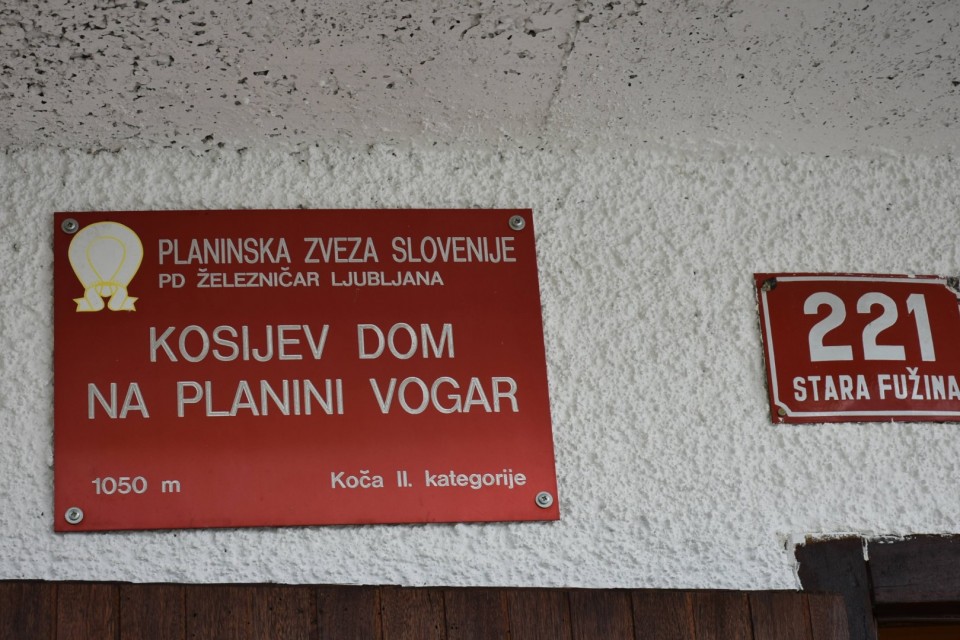 PLANINSKA ZVEZA SLOVENIJE
PD ŽELEZNIČAR LJUBLJANA
KOSIJEV DOM
NA PLANINI VOGAR
1050 m
Koča II. kategorije
221
STARA FUŽINA